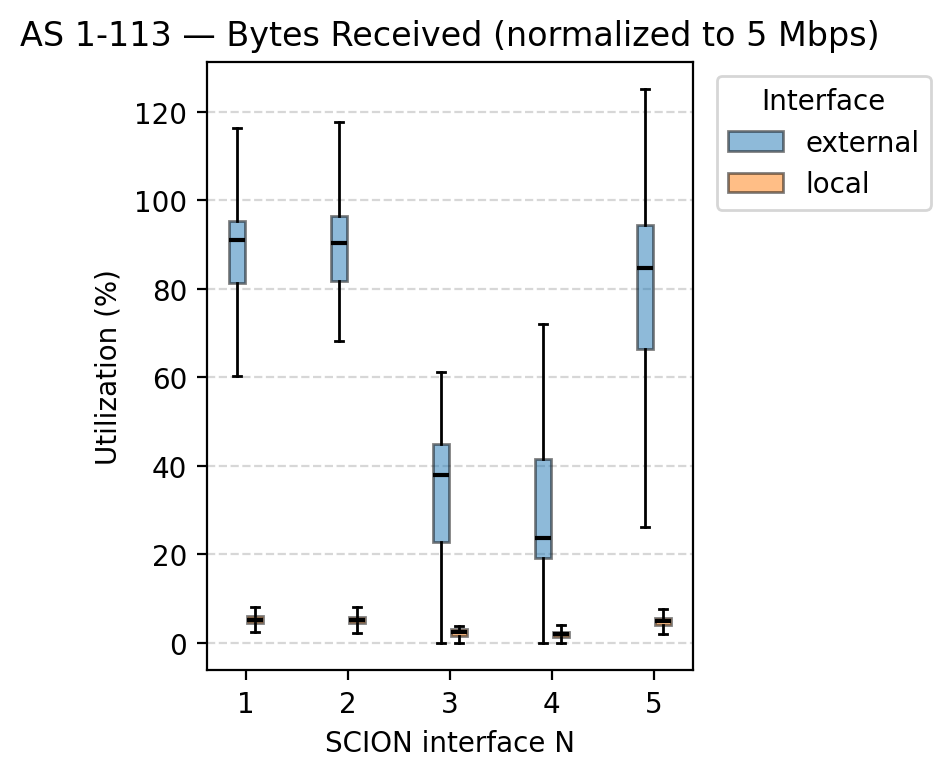 AS 1-113 — Bytes Received (normalized to 5 Mbps)
Interface
external
local
Utilization (%)
120
100
80
60
40
20
0
1 2 3 4 5
SCION interface N